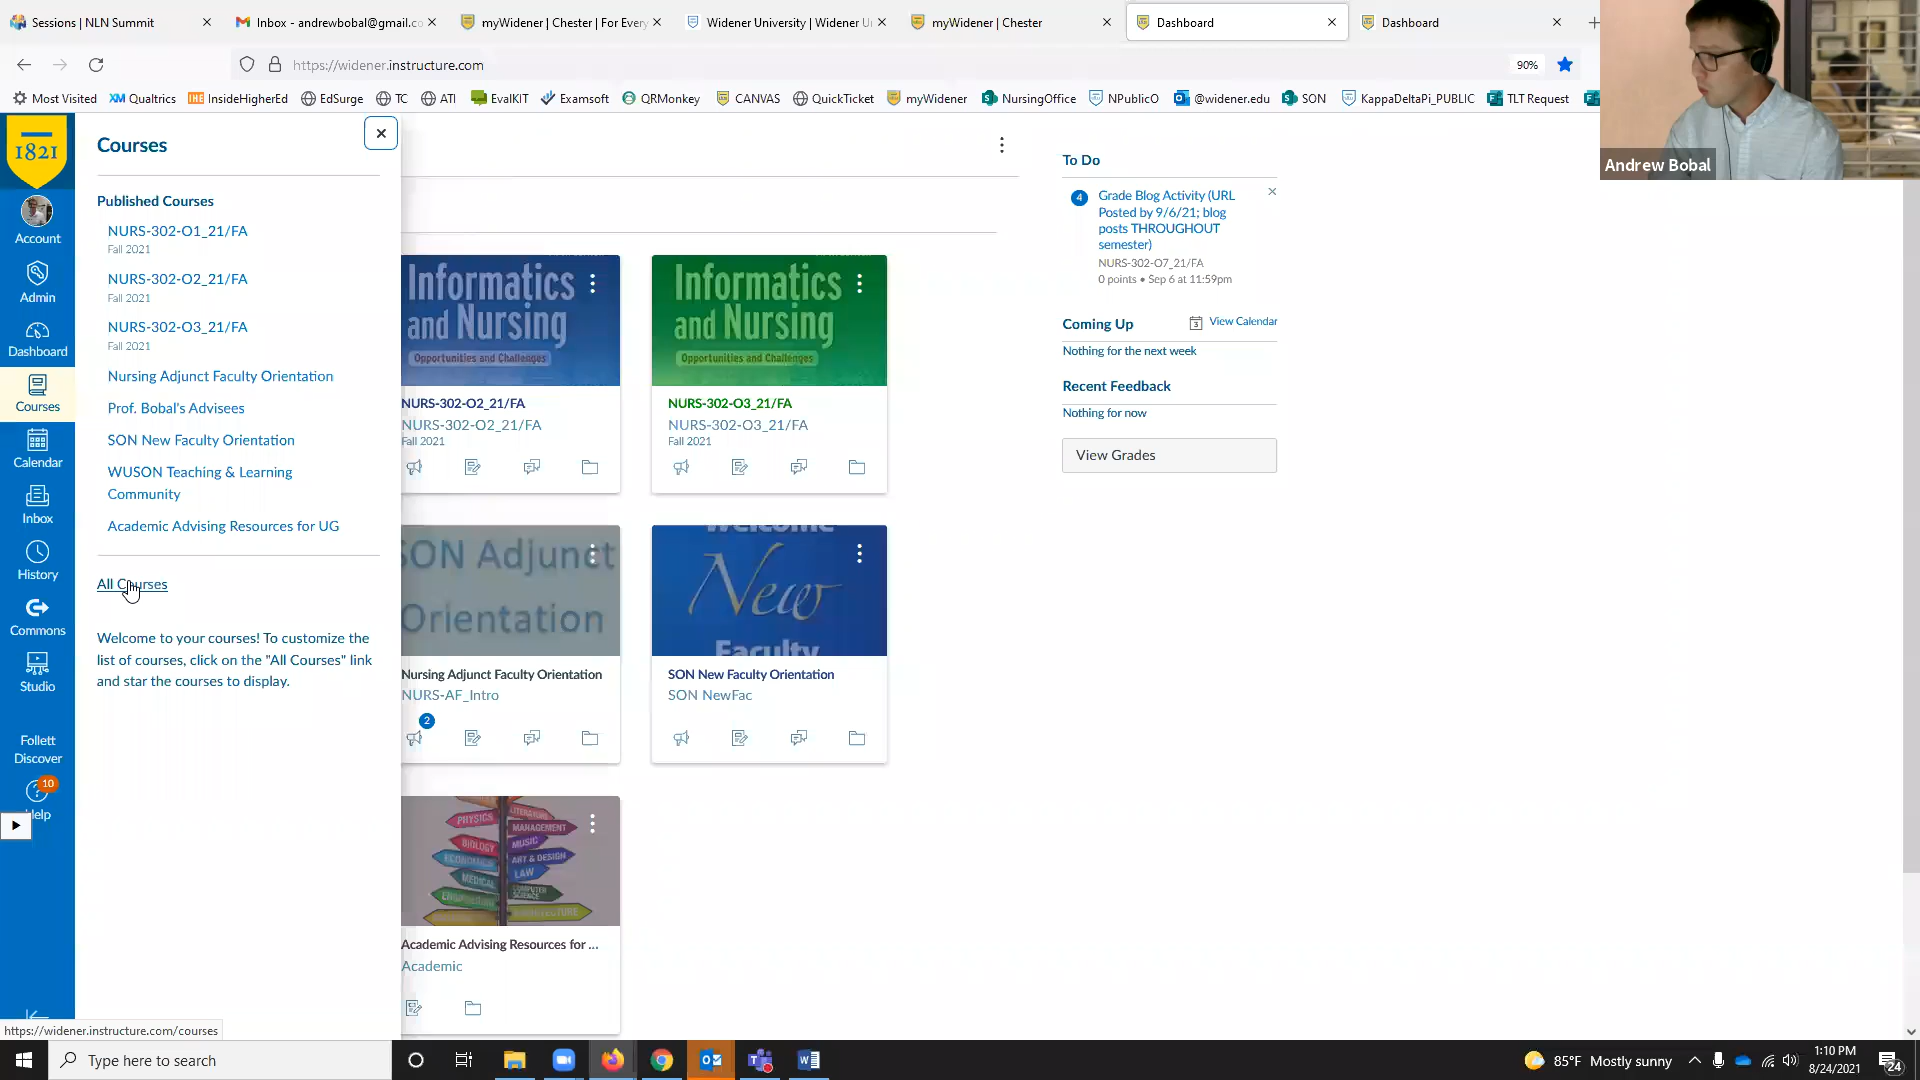 Sessions | NLN Summit
Inbox - andrewbobal@gmail.co
myWidener | Chester | For Every
Widener University | Widener U
myWidener | Chester
Dashboard
Dashboard
https://widener.instructure.com
90%
Most Visited
Qualtrics
InsideHigherEd
EdSurge
TC
ATI
EvalKIT
Examsoft
QRMonkey
CANVAS
QuickTicket
myWidener
NursingOffice
NPublicO
@widener.edu
SON
KappaDeltaPi_PUBLIC
TLT Request
Andrew Bobal
1821
Account
Admin
Dashboard
Courses
Calendar
Inbox
History
Commons
Studio
Follett
Discover
10
Courses
Published Courses
NURS-302-O1_21/FA
Fall 2021
NURS-302-O2_21/FA
Fall 2021
NURS-302-O3_21/FA
Fall 2021
Nursing Adjunct Faculty Orientation
Prof. Bobal's Advisees
SON New Faculty Orientation
WUSON Teaching & Learning
Community
Academic Advising Resources for UG
All Courses
Welcome to your courses! To customize the
list of courses, click on the "All Courses" link
and star the courses to display.
Informatics
and Nursing
Opportunities and Challenges
NURS-302-O2_21/FA
NURS-302-O2_21/FA
Fall 2021
Informatics
and Nursing
Opportunities and Challenges
NURS-302-O3_21/FA
NURS-302-O3_21/FA
Fall 2021
SON Adjunct
Orientation
Nursing Adjunct Faculty Orientation
NURS-AF_Intro
2
Welcome
New
Faculty
SON New Faculty Orientation
SON NewFac
PHYSICS
LITERATURE
MANAGEMENT
BIOLOGY
MUSIC
ECONOMICS
ART & DESIGN
MEDICAL
LAW
COMPUTER
SCIENCE
Academic Advising Resources for ...
Academic
To Do
4
Grade Blog Activity (URL
Posted by 9/6/21; blog
posts THROUGHOUT
semester)
NURS-302-O7_21/FA
0 points • Sep 6 at 11:59pm
Coming Up
3
View Calendar
Nothing for the next week
Recent Feedback
Nothing for now
View Grades
https://widener.instructure.com/courses
Type here to search
85°F Mostly sunny
1:10 PM
8/24/2021
24